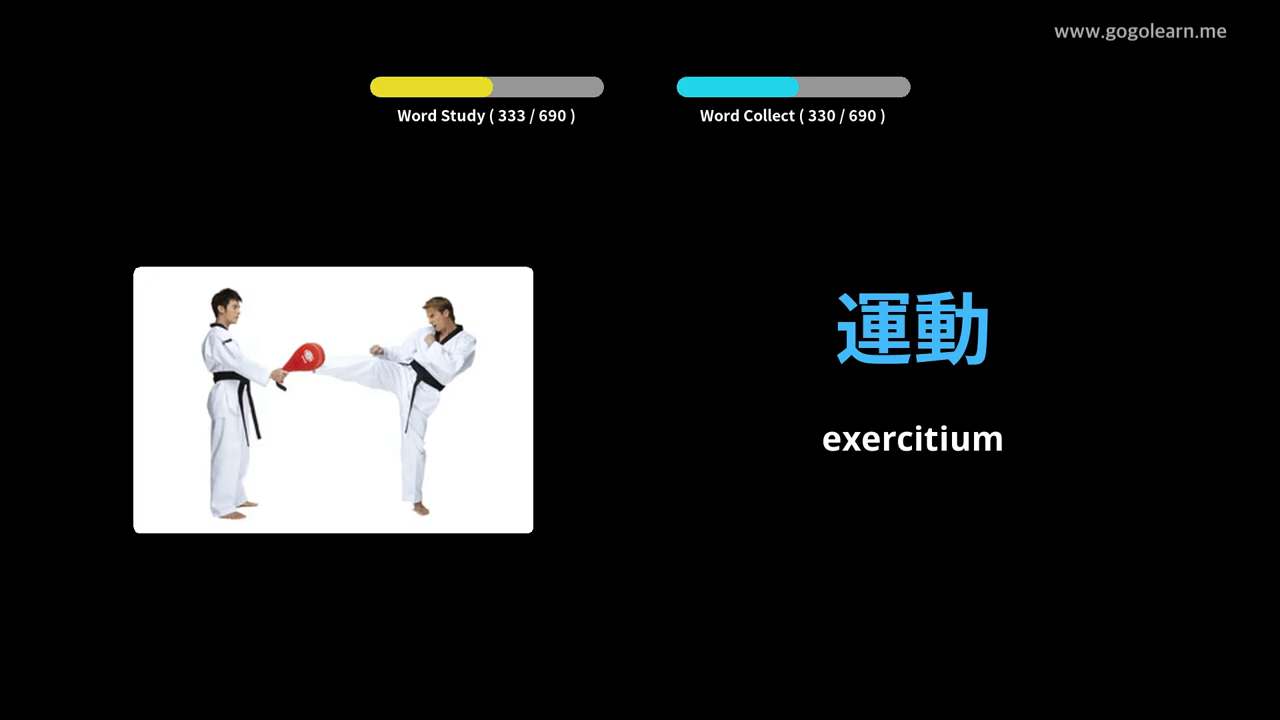 www.gogolearn.me
Word Study ( 333 / 690 )
Word Collect ( 330 / 690 )
運動
exercitium